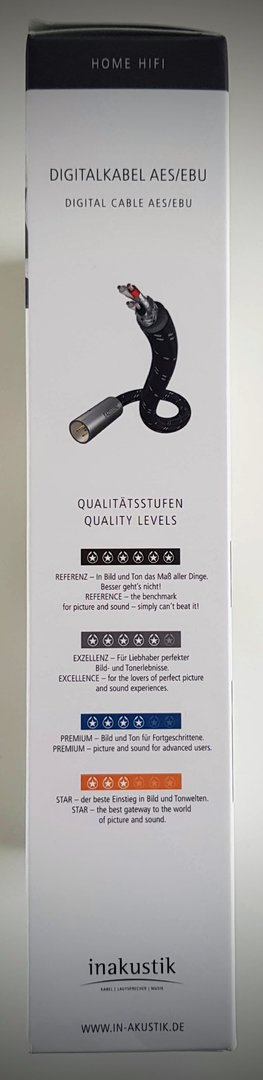 HOME HIFI
DIGITALKABEL AES/EBU
DIGITAL CABLE AES/EBU
QUALITÄTSSTUFEN
QUALITY LEVELS
REFERENZ – In Bild und Ton das Maß aller Dinge.
Besser geht's nicht!
REFERENCE – the benchmark
for picture and sound – simply can't beat it!
EXZELLENZ – Für Liebhaber perfekter
Bild- und Tonerlebnisse.
EXCELLENCE – for the lovers of perfect picture
and sound experiences.
PREMIUM – Bild und Ton für Fortgeschrittene.
PREMIUM – picture and sound for advanced users.
STAR – der beste Einstieg in Bild und Tonwelten.
STAR – the best gateway to the world
of picture and sound.
inakustik
KABEL | LAUTSPRECHER | MUSIK
WWW.IN-AKUSTIK.DE